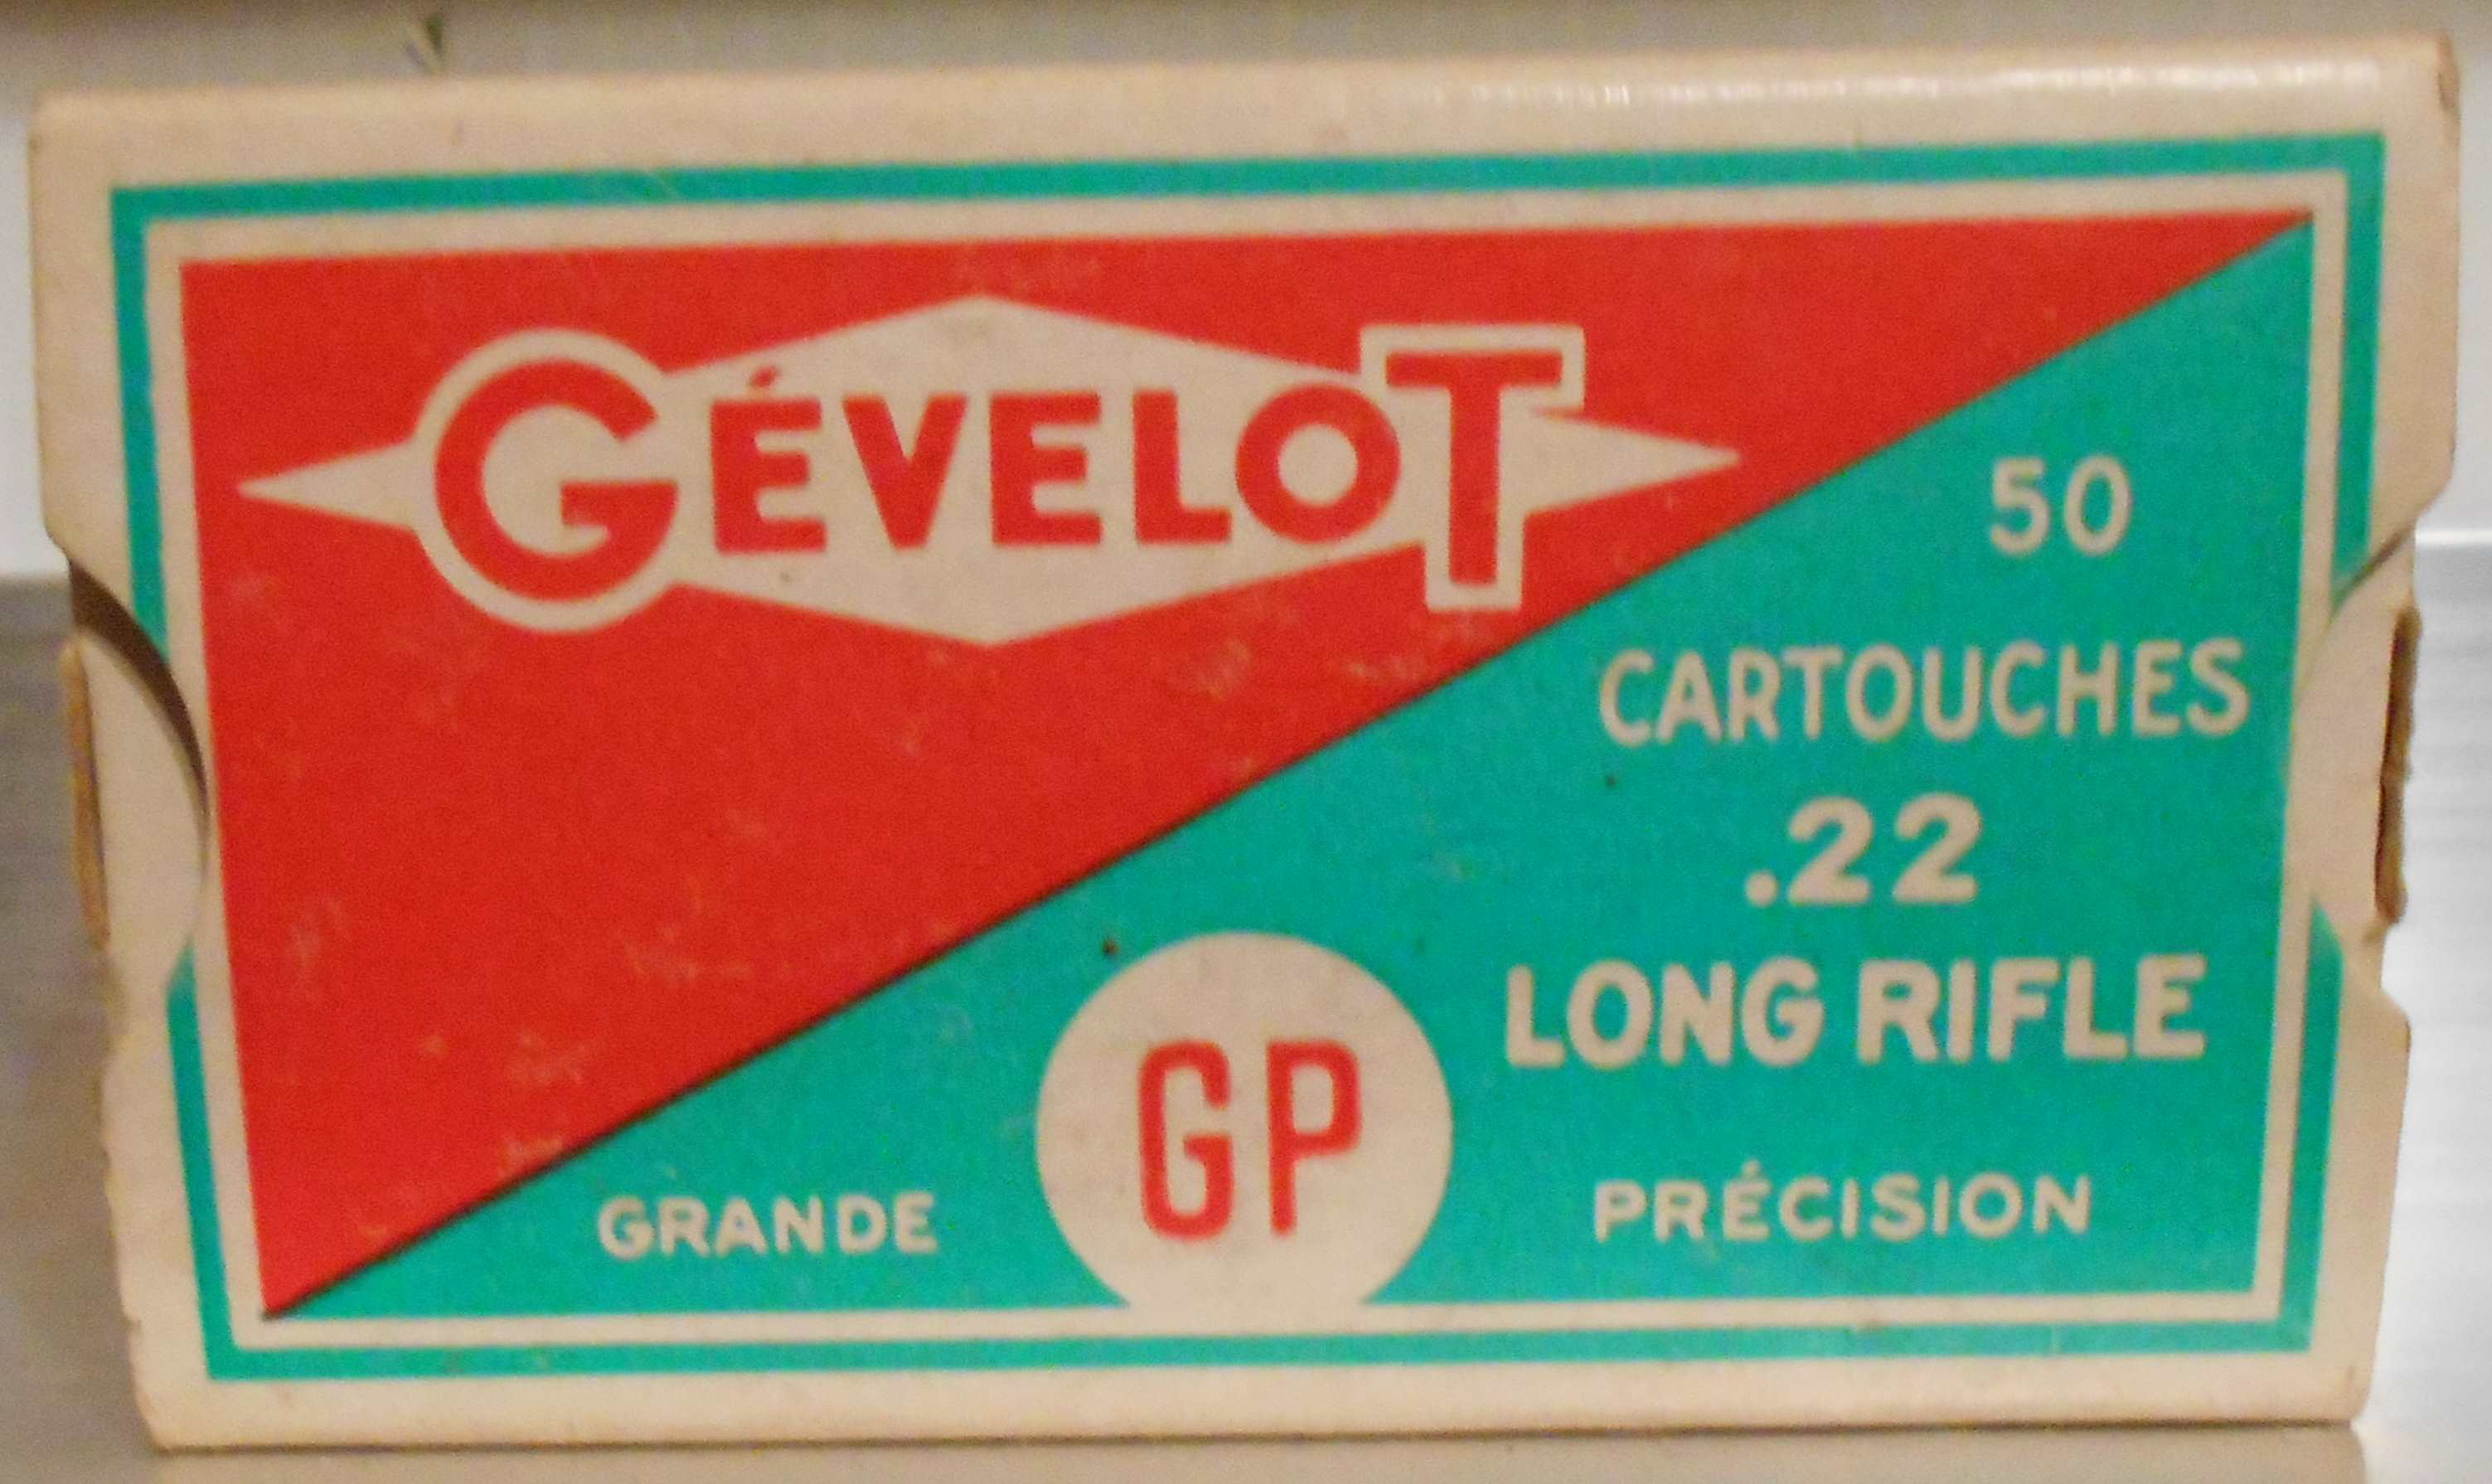 GÉVELOT
50
CARTOUCHES
.22
LONG RIFLE
GRANDE GP PRÉCISION